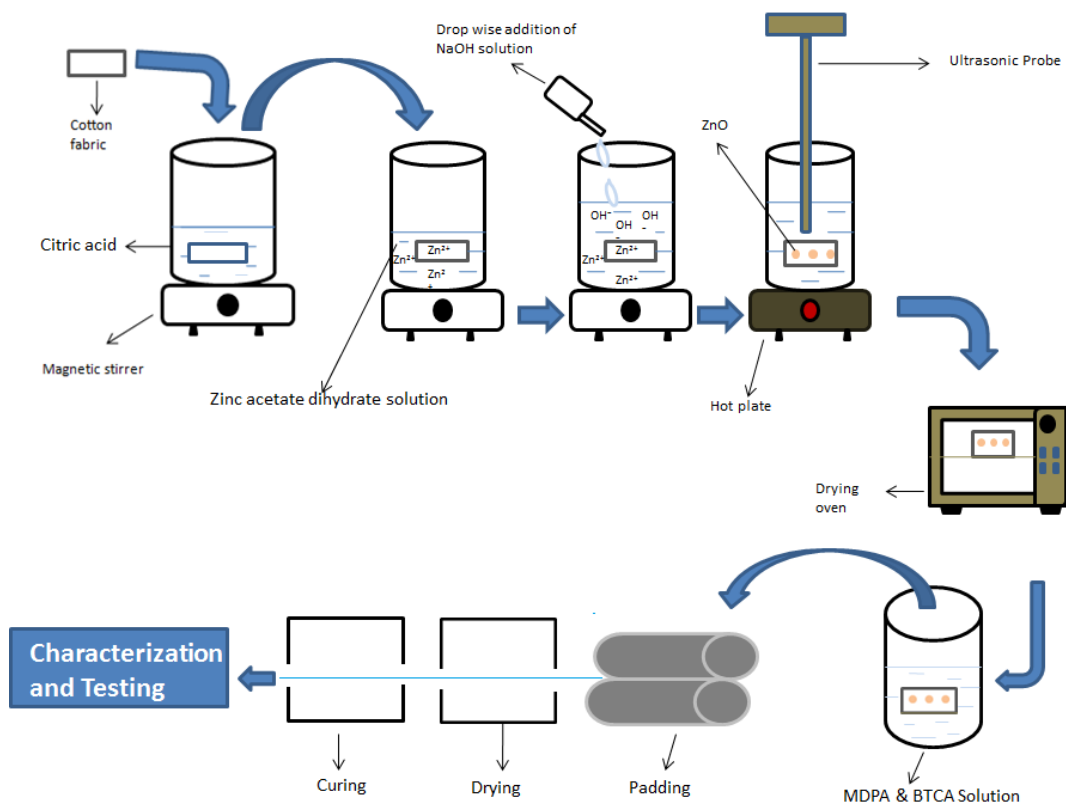 Drop wise addition of
NaOH solution
Ultrasonic Probe
Cotton
fabric
ZnO
Citric acid
OH⁻
OH
-
OH
-
Zn²⁺
Zn²⁺
Zn²
+
Zn²⁺
Zn²⁺
Zn²⁺
Magnetic stirrer
Zinc acetate dihydrate solution
Hot plate
Drying
oven
Characterization
and Testing
Curing
Drying
Padding
MDPA & BTCA Solution